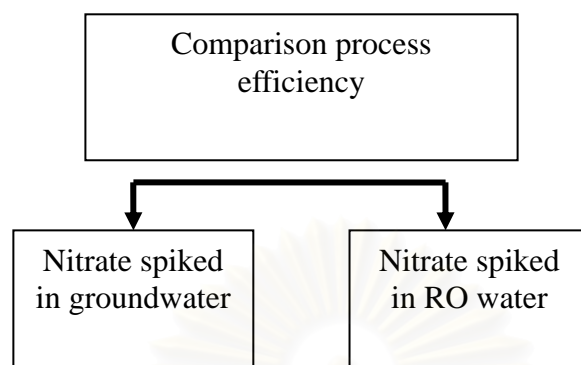 Comparison process
efficiency
Nitrate spiked
in groundwater
Nitrate spiked
in RO water